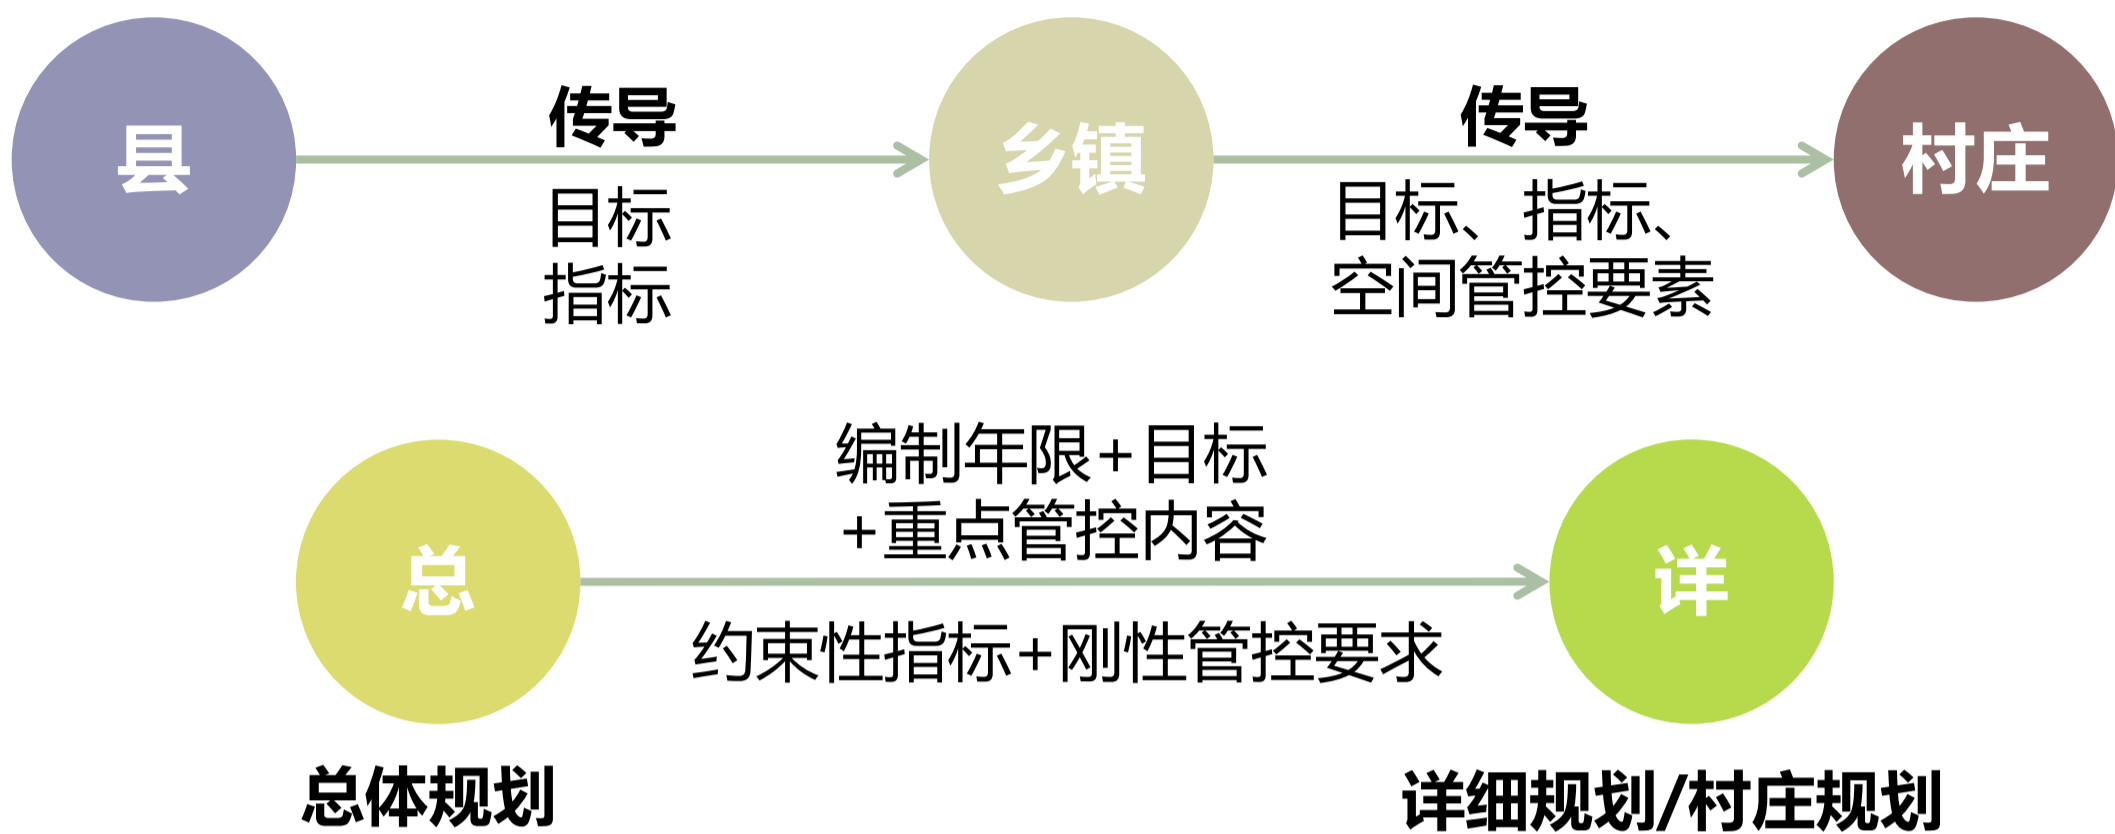 县
传导
目标
指标
乡镇
传导
目标、指标、
空间管控要素
村庄
总
编制年限+目标
+重点管控内容
约束性指标+刚性管控要求
详
总体规划
详细规划/村庄规划